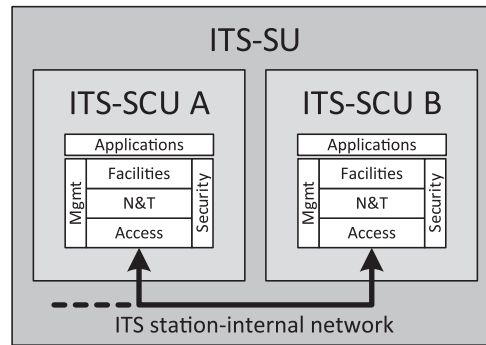 ITS-SU
ITS-SCU A
Applications
Mgmt
Facilities
N&T
Access
Security
ITS-SCU B
Applications
Mgmt
Facilities
N&T
Access
Security
ITS station-internal network